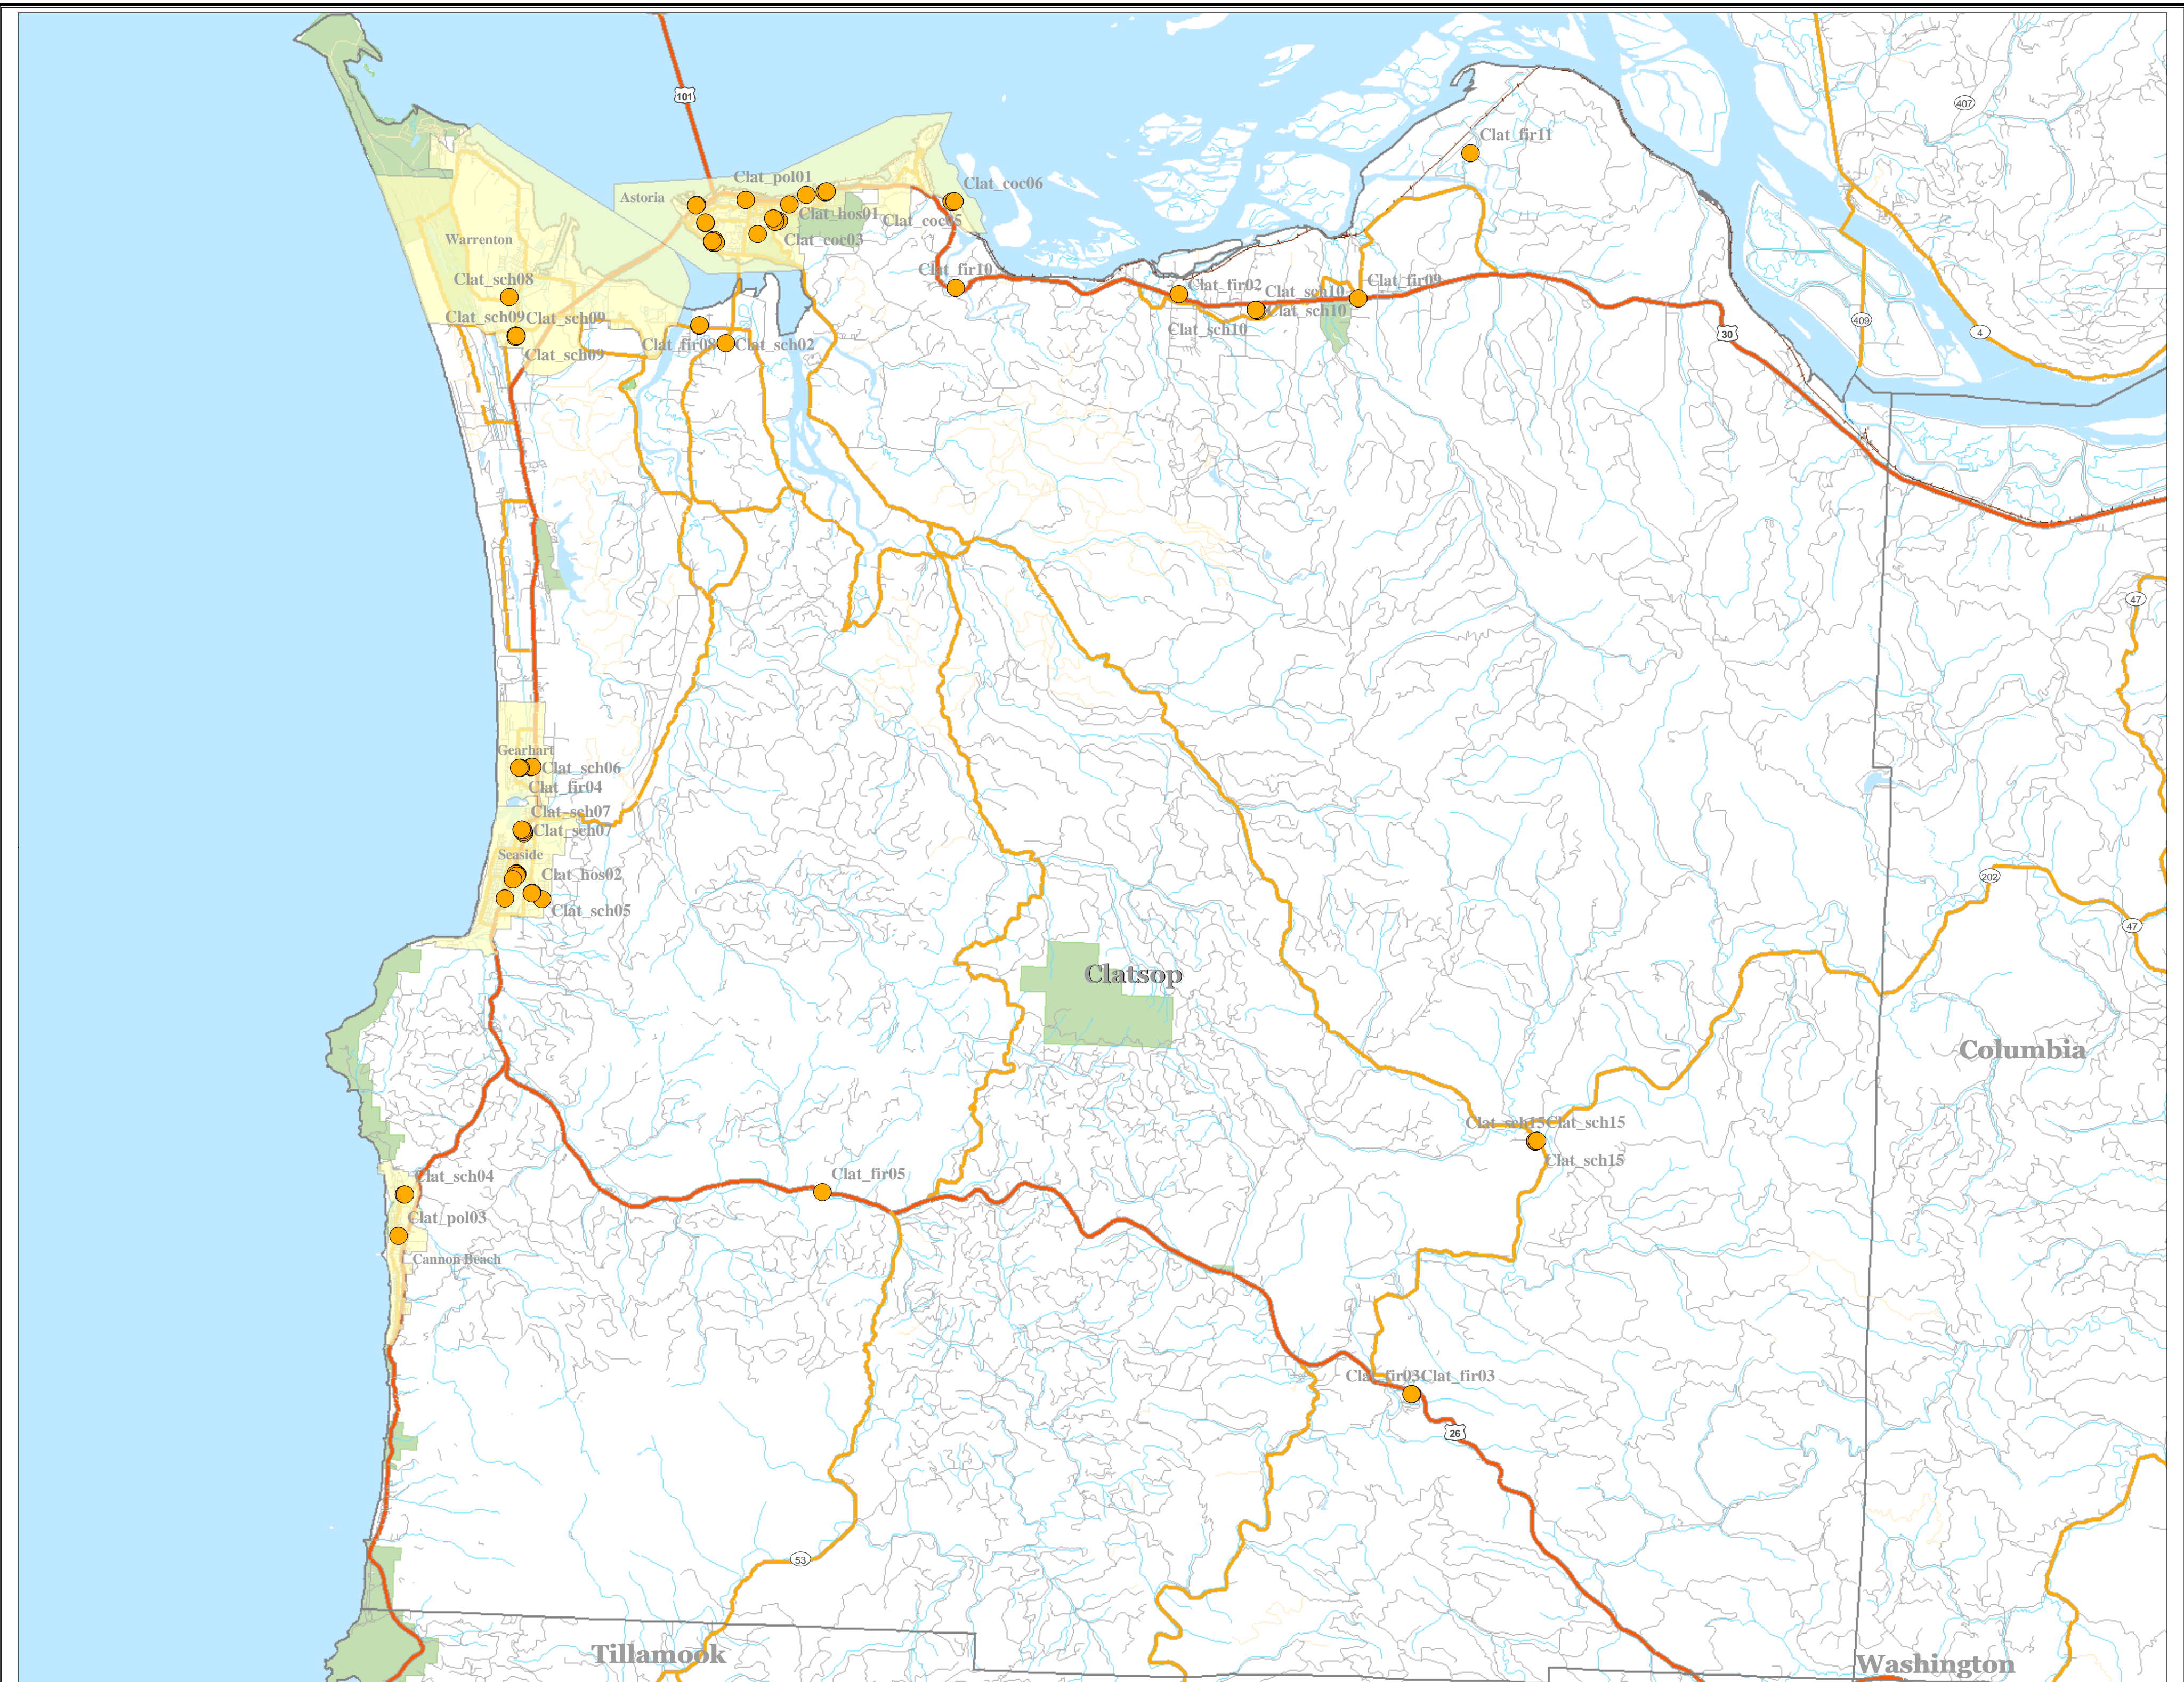 101
407
Clat_fir11
Clat_pol01
Clat_coc06
Astoria
Clat_hos01
Clat_coc05
Warrenton
Clat_coc03
Clat_fir10
Clat_sch08
Clat_fir02
Clat_sch10
Clat_fir09
Clat_sch10
Clat_sch09
Clat_sch09
Clat_sch10
409
4
30
Clat_fir08
Clat_sch02
Clat_sch09
47
Gearhart
Clat_sch06
Clat_fir04
Clat_sch07
Clat_sch07
Seaside
Clat_hos02
202
Clat_sch05
47
Clatsop
Columbia
Clat_sch15
Clat_sch15
Clat_sch15
Clat_sch04
Clat_fir05
Clat_pol03
Cannon Beach
Clat_fir03
Clat_fir03
26
53
Tillamook
Washington